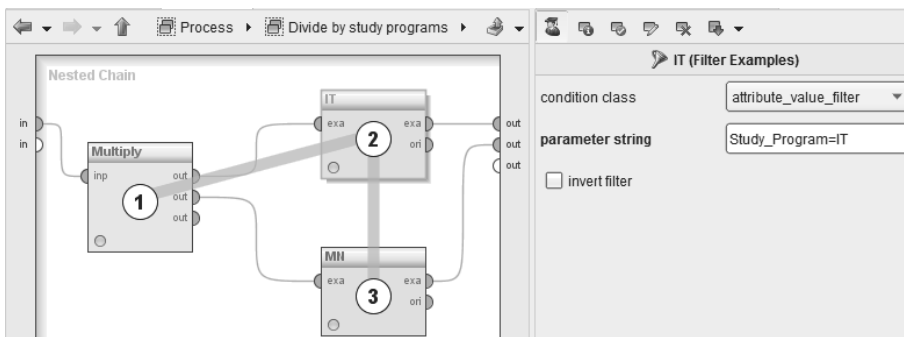 Process
Divide by study programs
Nested Chain
in
in
Multiply
inp
out
out
out
1
IT
exa
exa
ori
2
MN
exa
exa
ori
3
out
out
out
IT (Filter Examples)
condition class
attribute_value_filter
parameter string
Study_Program=IT
invert filter